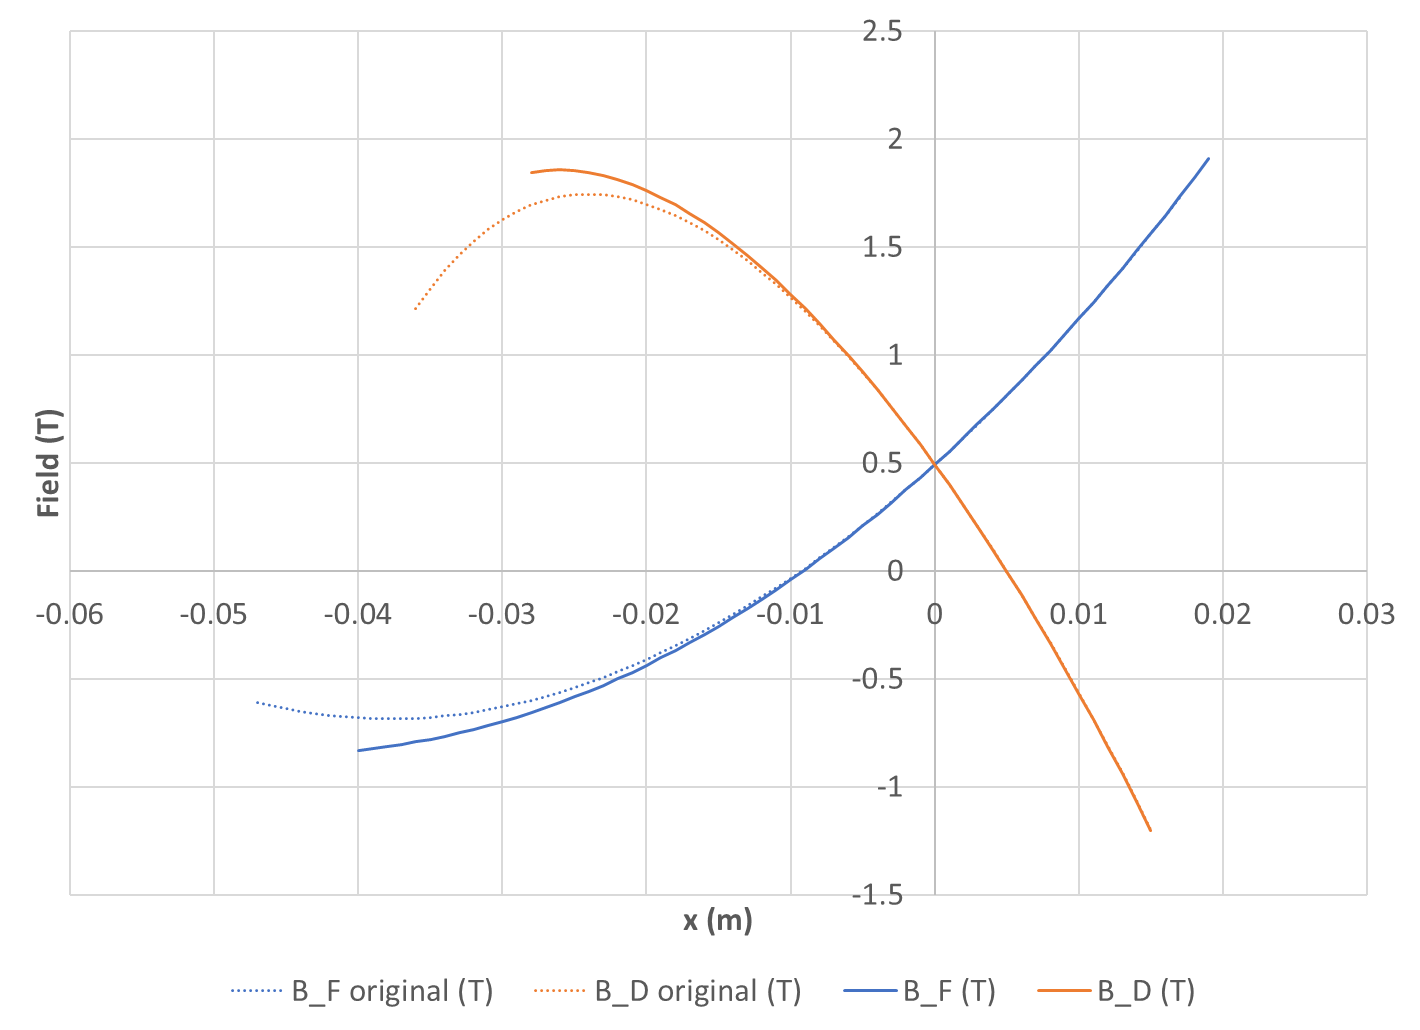 2.5
2
1.5
1
0.5
0
-0.5
-1
-1.5
-0.06 -0.05 -0.04 -0.03 -0.02 -0.01 0 0.01 0.02 0.03
Field (T)
x (m)
B_F original (T) B_D original (T) B_F (T) B_D (T)